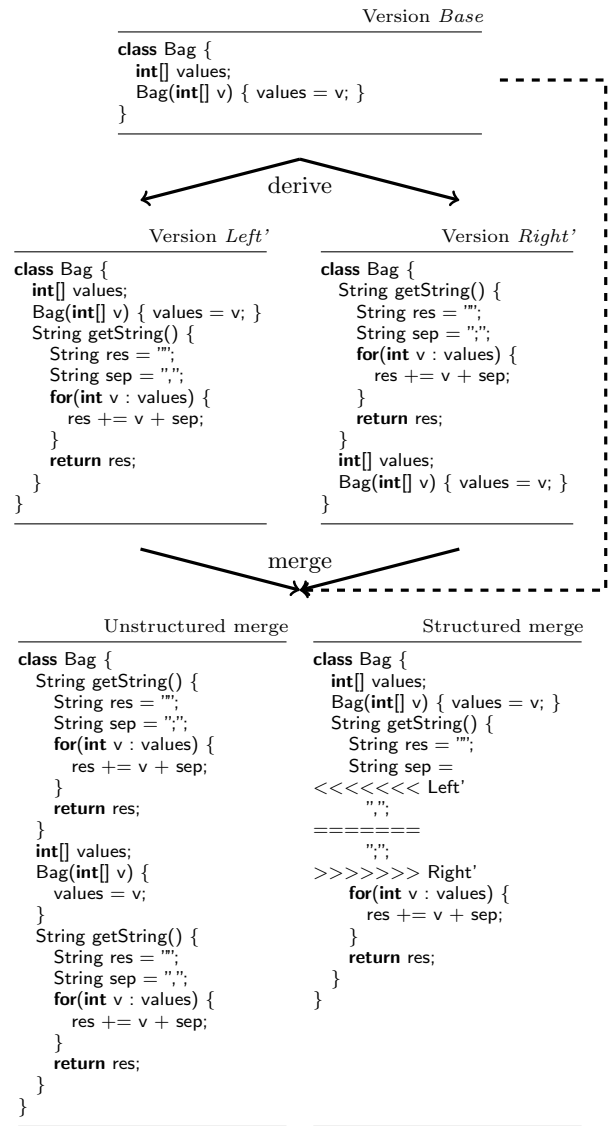 Version Base
class Bag {
int[] values;
Bag(int[] v) { values = v; }
}
derive
Version Left'
class Bag {
int[] values;
Bag(int[] v) { values = v; }
String getString() {
String res = "";
String sep = ",";
for(int v : values) {
res += v + sep;
}
return res;
}
}
Version Right'
class Bag {
String getString() {
String res = "";
String sep = ";";
for(int v : values) {
res += v + sep;
}
return res;
}
int[] values;
Bag(int[] v) { values = v; }
}
merge
Unstructured merge
class Bag {
String getString() {
String res = "";
String sep = ";";
for(int v : values) {
res += v + sep;
}
return res;
}
int[] values;
Bag(int[] v) {
values = v;
}
String getString() {
String res = "";
String sep = ",";
for(int v : values) {
res += v + sep;
}
return res;
}
}
Structured merge
class Bag {
int[] values;
Bag(int[] v) { values = v; }
String getString() {
String res = "";
String sep =
<<<<<<< Left'
",";
=======
";";
>>>>>>> Right'
for(int v : values) {
res += v + sep;
}
return res;
}
}